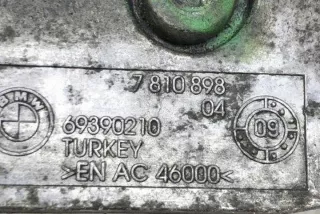 7 810 898
04
BMW
09
69390210
TURKEY
>EN AC 46000<